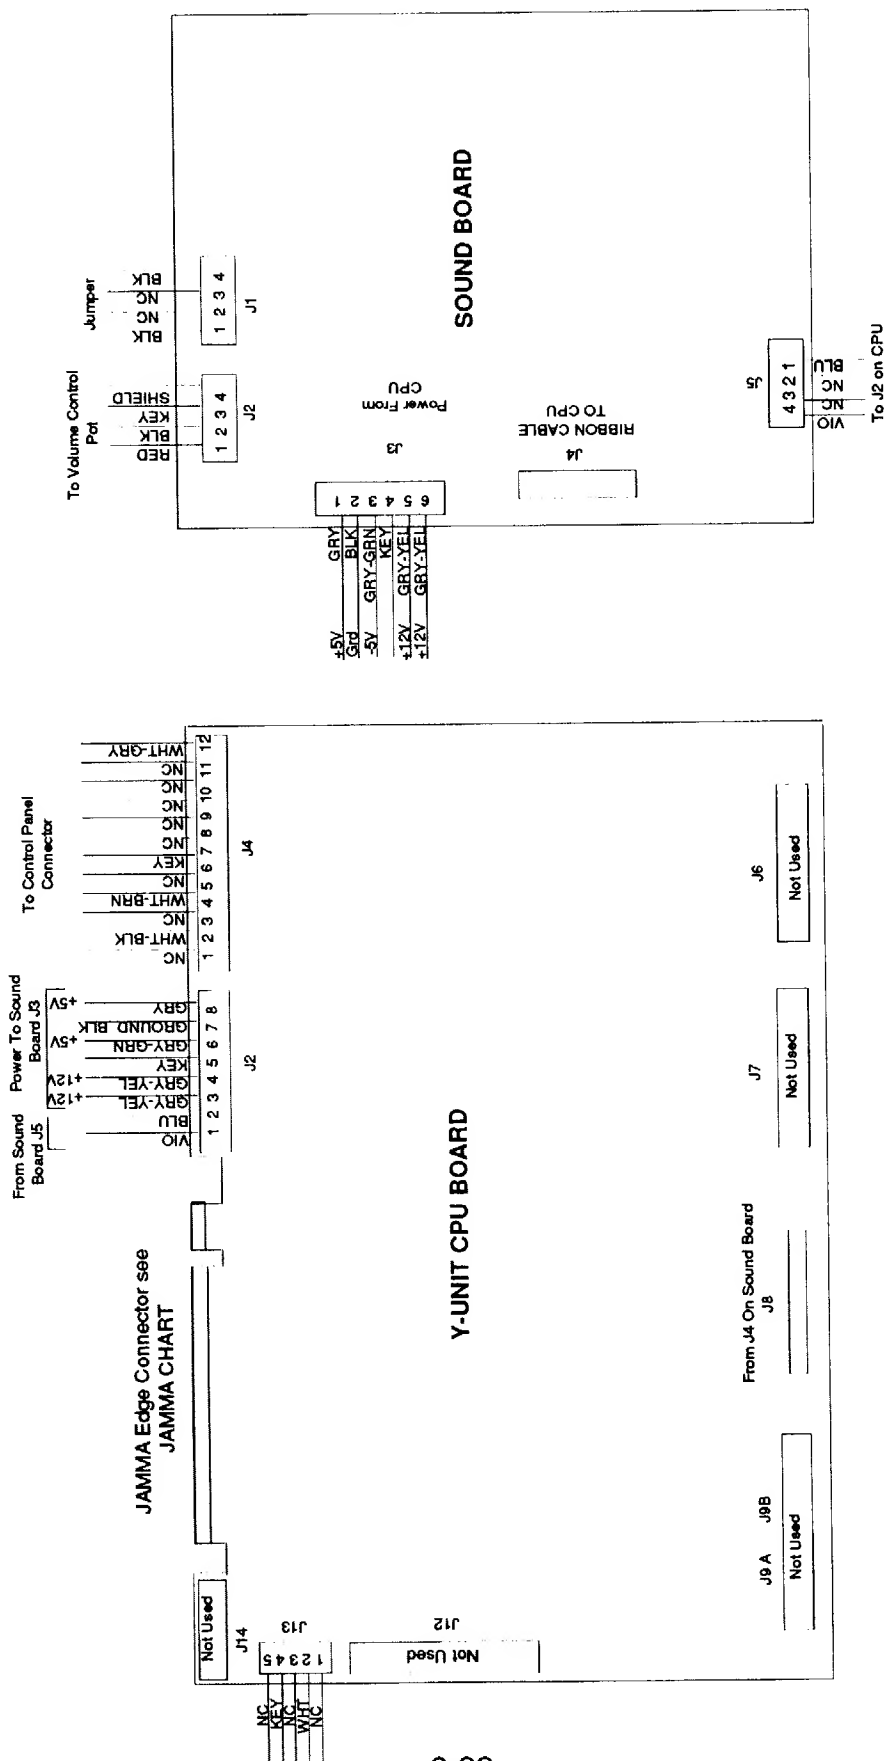 Jumper
BLK
NC
NC
BLK
1 2 3 4
J1
To Volume Control
Pot
RED
BLK
KEY
SHIELD
1 2 3 4
J2
SOUND BOARD
Power From
CPU
J3
1 2 3 4 5 6
+5V GRY
Grd BLK
-5V GRY-GRN
KEY
+12V GRY-YEL
+12V GRY-YEL
RIBBON CABLE
TO CPU
J4
J5
4 3 2 1
VIO
NC
NC
BLU
To J2 on CPU
To Control Panel
Connector
NC
WHT-BLK
NC
WHT-BRN
NC
KEY
NC
NC
NC
NC
NC
WHT-GRY
1 2 3 4 5 6 7 8 9 10 11 12
J4
From Sound
Board J5
Power To Sound
Board J3
+12V
+12V
+5V
+5V
VIO
BLU
GRY-YEL
GRY-YEL
KEY
GRY-GRN
GROUND BLK
GRY
1 2 3 4 5 6 7 8
J2
JAMMA Edge Connector see
JAMMA CHART
Y-UNIT CPU BOARD
Not Used
J14
J13
5 4 3 2 1
NC
KEY
NC
WHT
NC
J12
Not Used
J9A J9B
Not Used
From J4 On Sound Board
J8
J7
Not Used
J6
Not Used